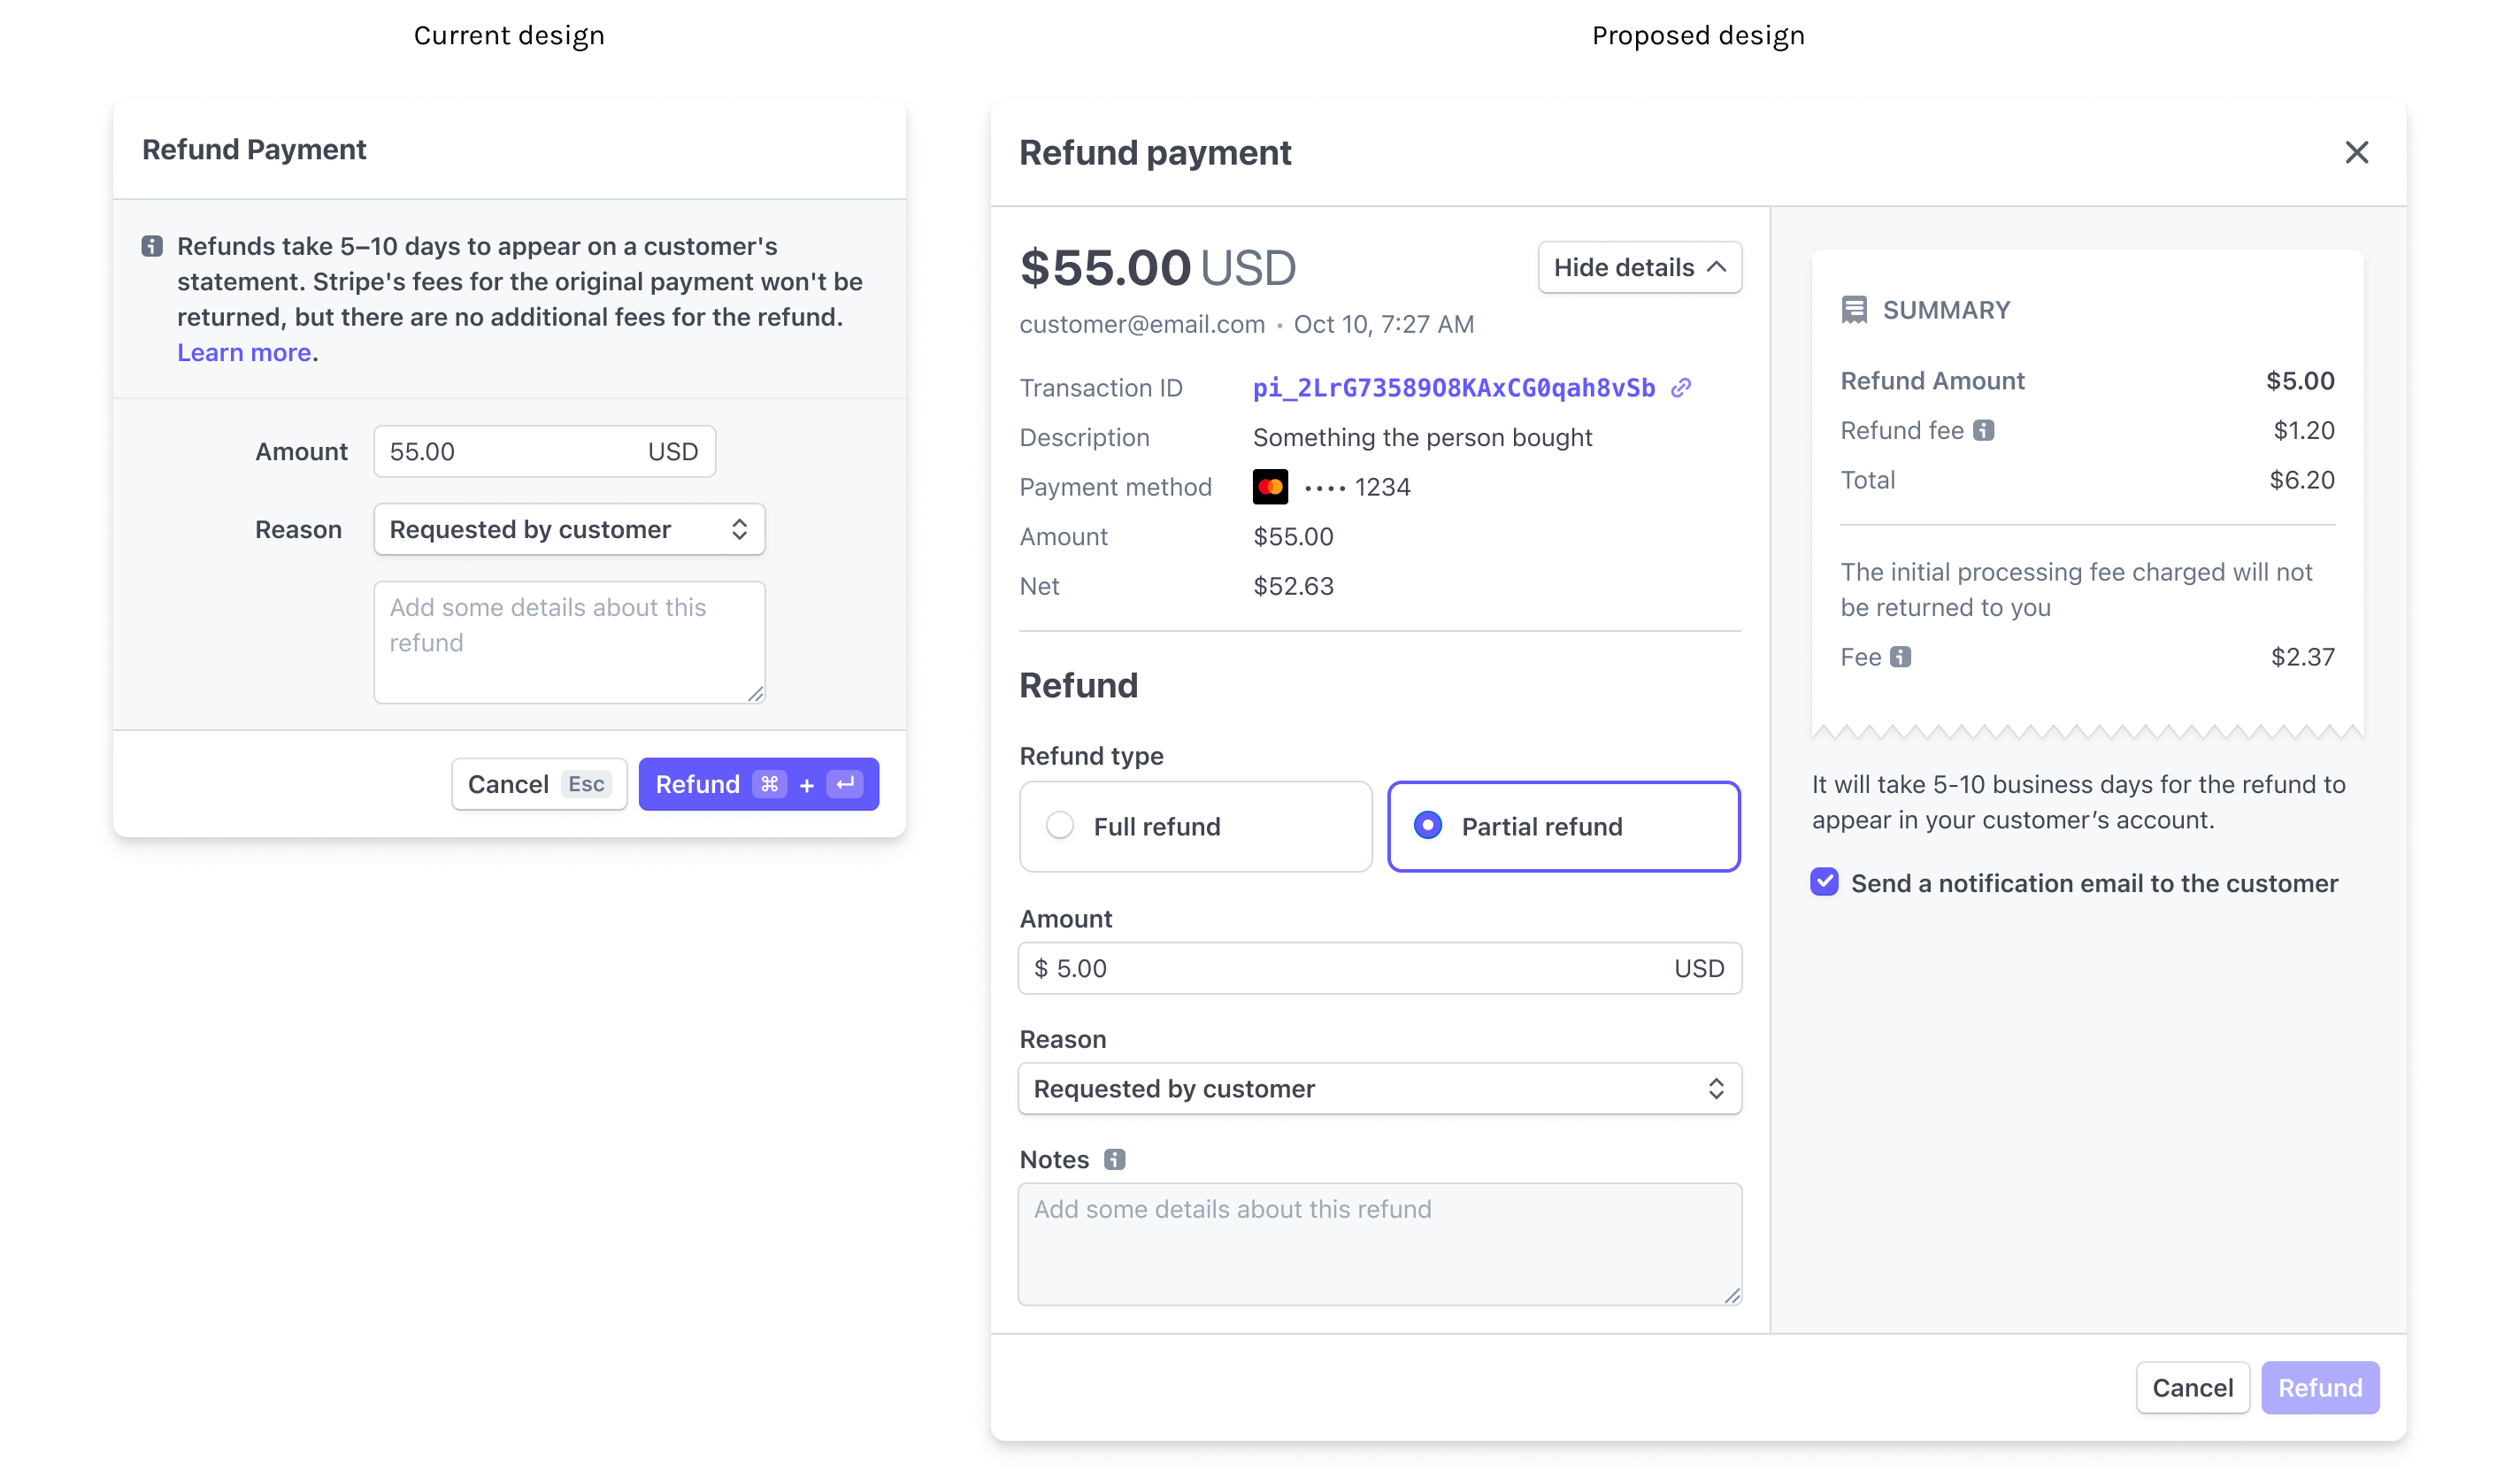 Current design
Refund Payment
Refunds take 5–10 days to appear on a customer's
statement. Stripe's fees for the original payment won't be
returned, but there are no additional fees for the refund.
Learn more.
Amount 55.00 USD
Reason Requested by customer
Add some details about this
refund
Cancel Esc Refund ⌘ + ↵
Proposed design
Refund payment
$55.00 USD Hide details
customer@email.com • Oct 10, 7:27 AM
Transaction ID pi_2LrG7358908KAxCG0qah8vSb
Description Something the person bought
Payment method •••• 1234
Amount $55.00
Net $52.63
Refund
Refund type
Full refund Partial refund
Amount
$ 5.00 USD
Reason
Requested by customer
Notes
Add some details about this refund
SUMMARY
Refund Amount $5.00
Refund fee $1.20
Total $6.20
The initial processing fee charged will not
be returned to you
Fee $2.37
It will take 5-10 business days for the refund to
appear in your customer’s account.
Send a notification email to the customer
Cancel Refund